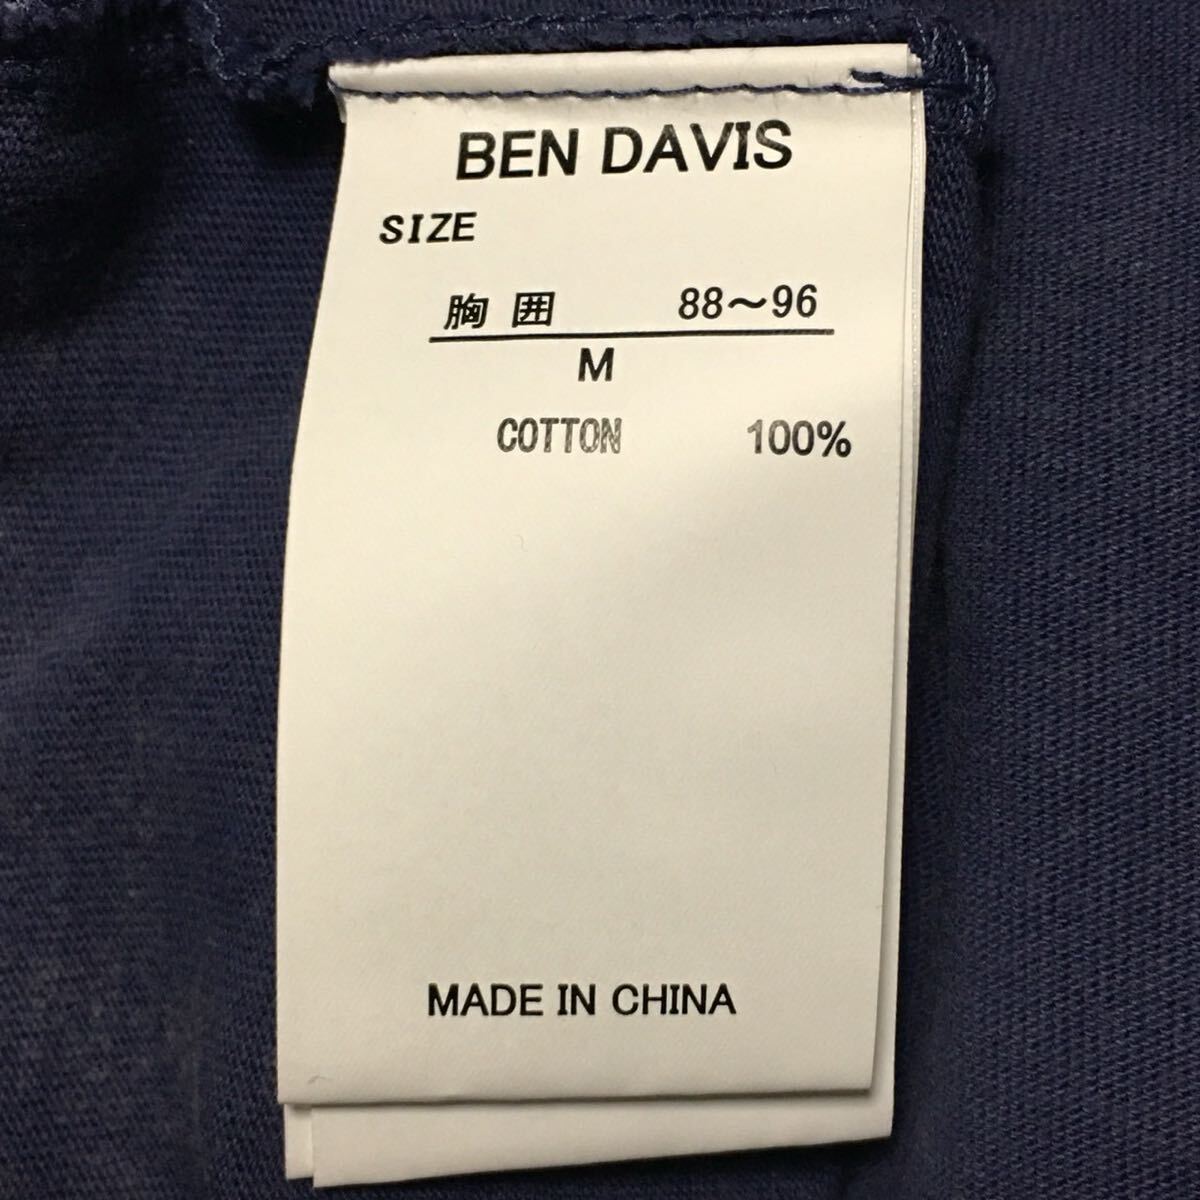 BEN DAVIS
SIZE
胸 囲 88～96
M
COTTON 100%
MADE IN CHINA